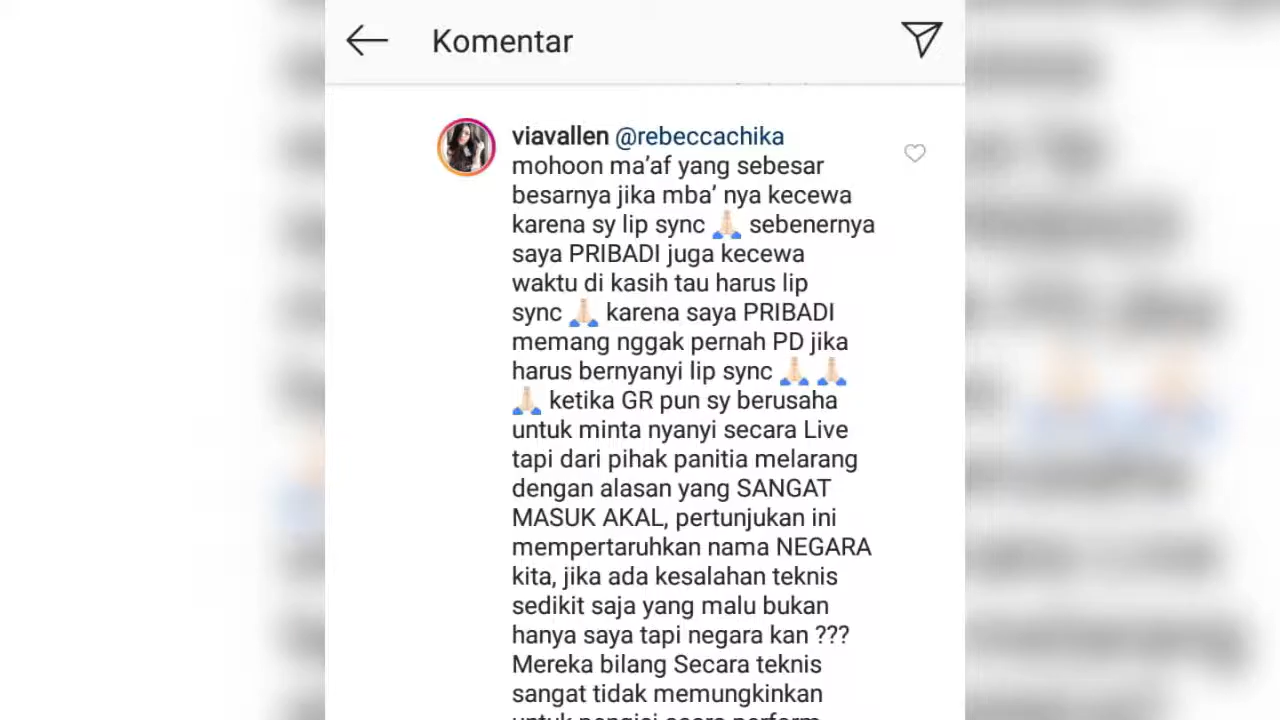 Komentar
viavallen @rebeccachika
mohoon ma’af yang sebesar
besarnya jika mba’ nya kecewa
karena sy lip sync 🙏🏻 sebenernya
saya PRIBADI juga kecewa
waktu di kasih tau harus lip
sync 🙏🏻 karena saya PRIBADI
memang nggak pernah PD jika
harus bernyanyi lip sync 🙏🏻 🙏🏻
🙏🏻 ketika GR pun sy berusaha
untuk minta nyanyi secara Live
tapi dari pihak panitia melarang
dengan alasan yang SANGAT
MASUK AKAL, pertunjukan ini
mempertaruhkan nama NEGARA
kita, jika ada kesalahan teknis
sedikit saja yang malu bukan
hanya saya tapi negara kan ???
Mereka bilang Secara teknis
sangat tidak memungkinkan
untuk pengisi acara perform